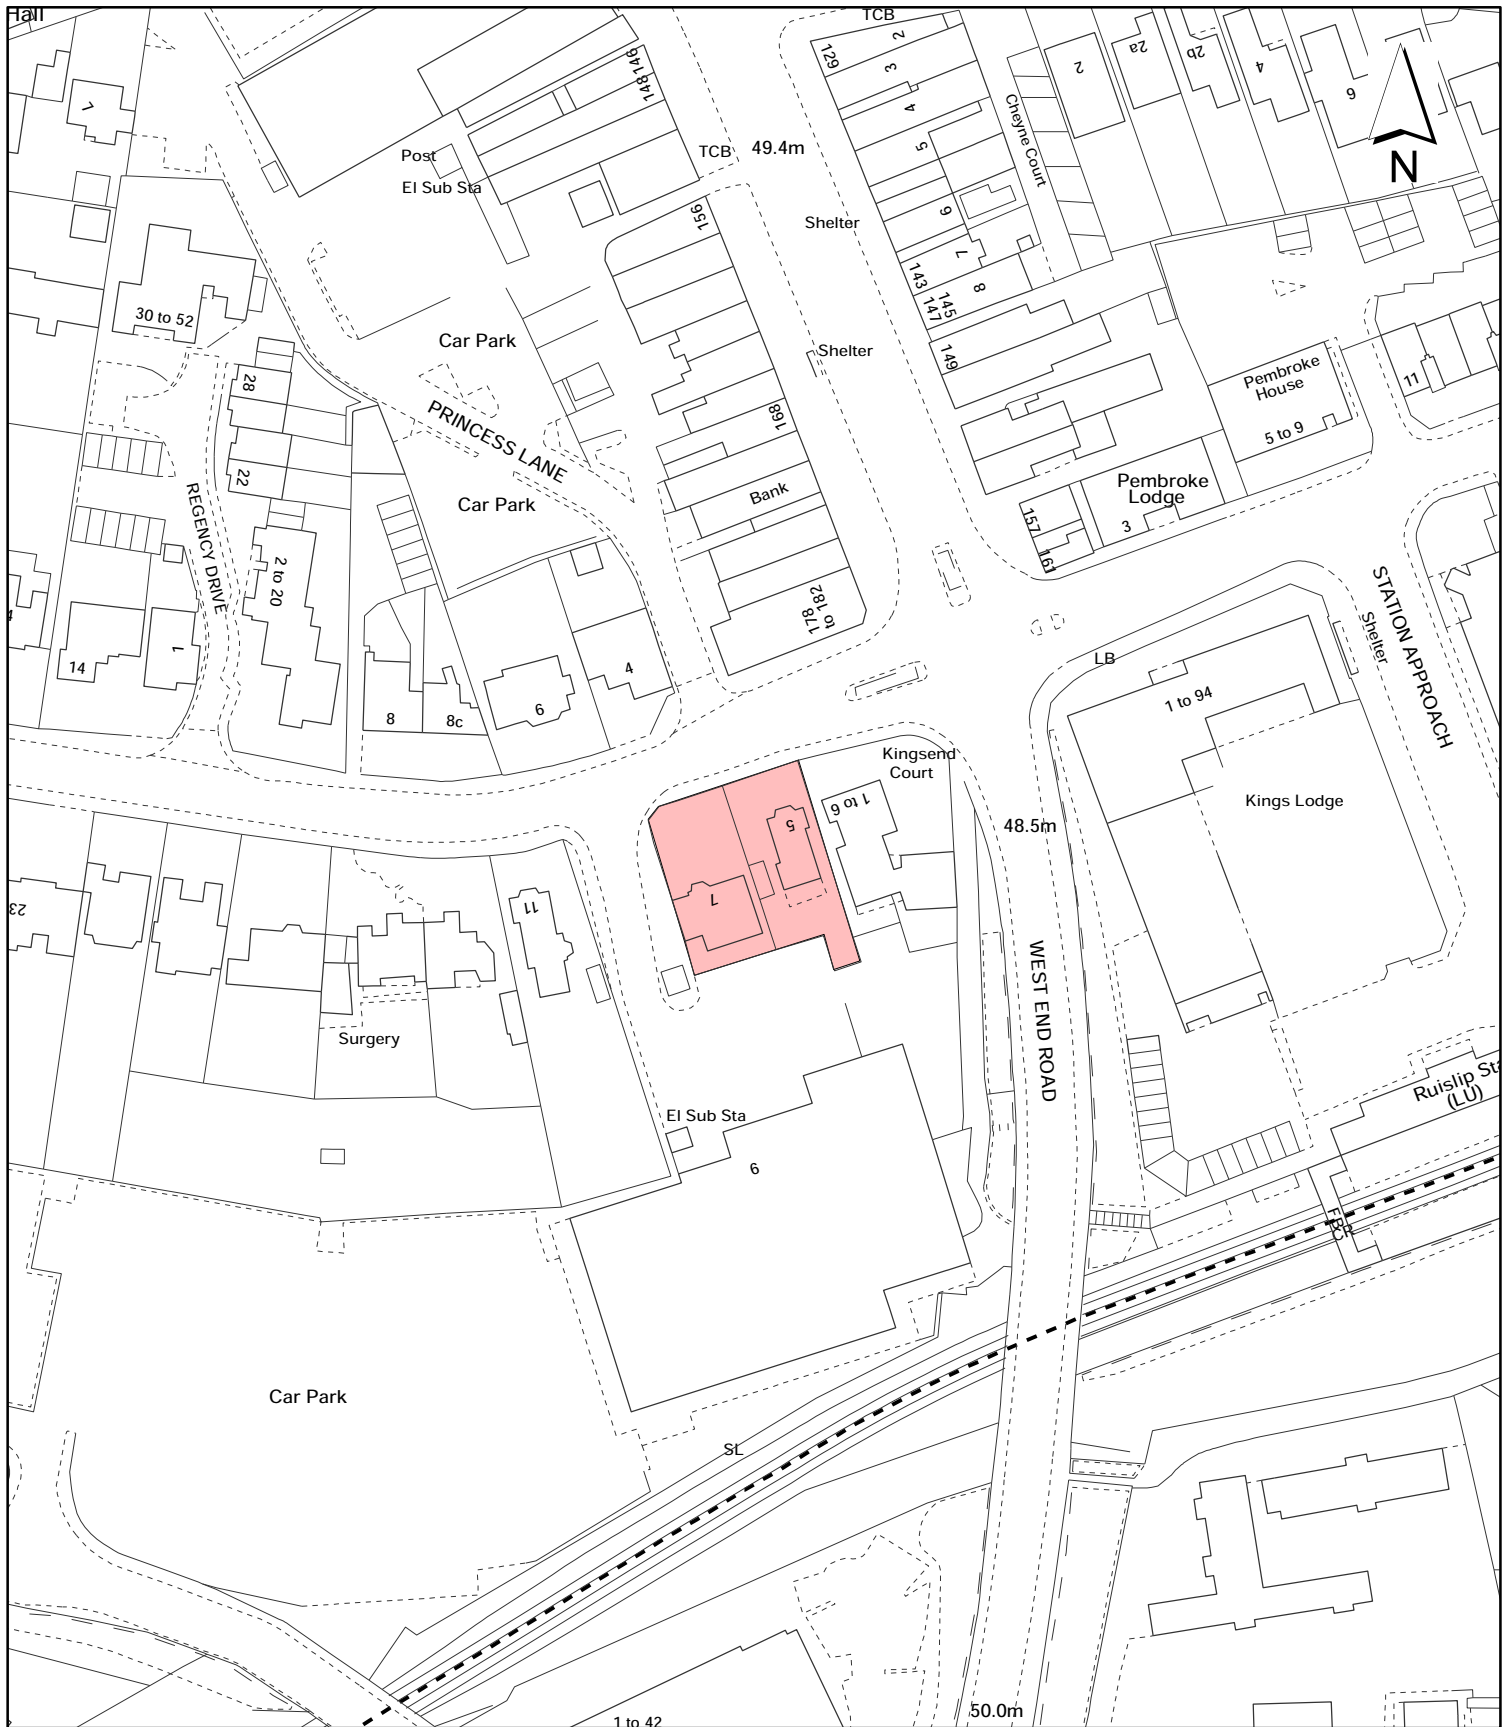 Hall
TCB
129
2
3
4
5
6
7
8
2
2a
2b
4
6
N
7
146
148
Post
El Sub Sta
TCB
49.4m
Cheyne Court
Shelter
156
143
145
147
149
30 to 52
28
22
Car Park
Shelter
PRINCESS LANE
168
Bank
Car Park
Pembroke
House
5 to 9
11
Pembroke
Lodge
3
157
161
REGENCY DRIVE
2 to 20
178
to 182
14
1
8
8c
6
4
LB
1 to 94
Shelter
STATION APPROACH
Kingsend
Court
1 to 6
5
7
48.5m
Kings Lodge
23
11
Surgery
WEST END ROAD
El Sub Sta
6
Ruislip Sta
(LU)
FB
CR
Car Park
SL
50.0m
1 to 42